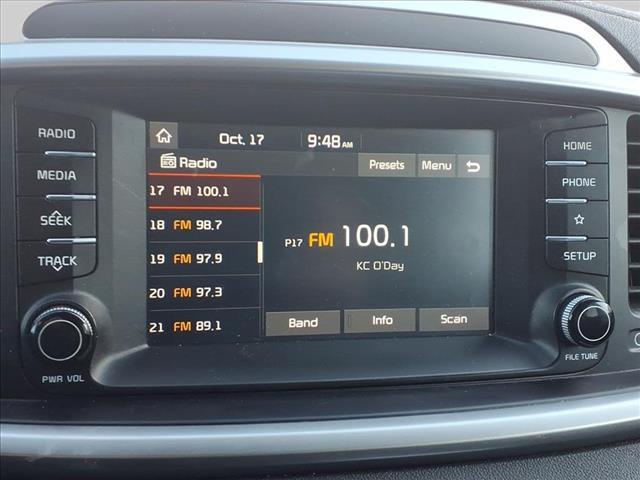 RADIO
MEDIA
SEEK
TRACK
PWR VOL
Oct. 17 9:48 AM
Radio Presets Menu
17 FM 100.1
18 FM 98.7
19 FM 97.9
20 FM 97.3
21 FM 89.1
P17 FM 100.1
KC O'Day
Band Info Scan
HOME
PHONE
SETUP
FILE TUNE